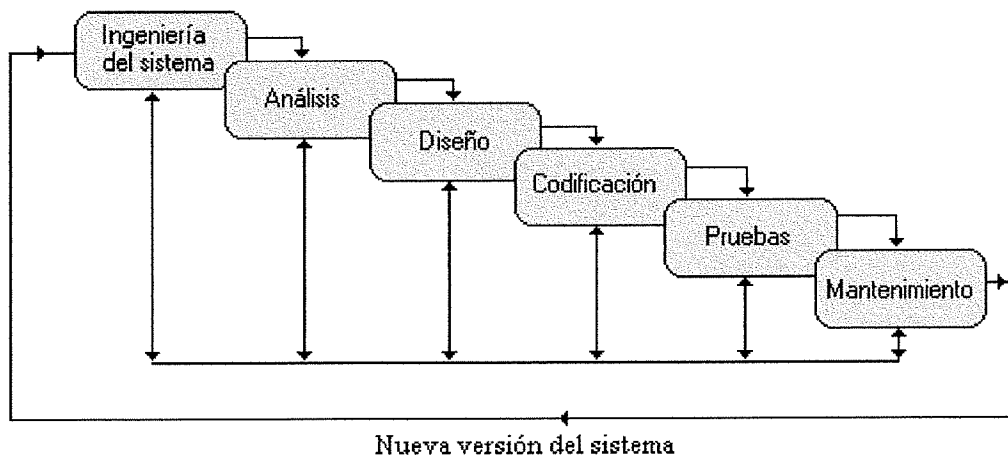 Ingeniería
del sistema
Análisis
Diseño
Codificación
Pruebas
Mantenimiento
Nueva versión del sistema